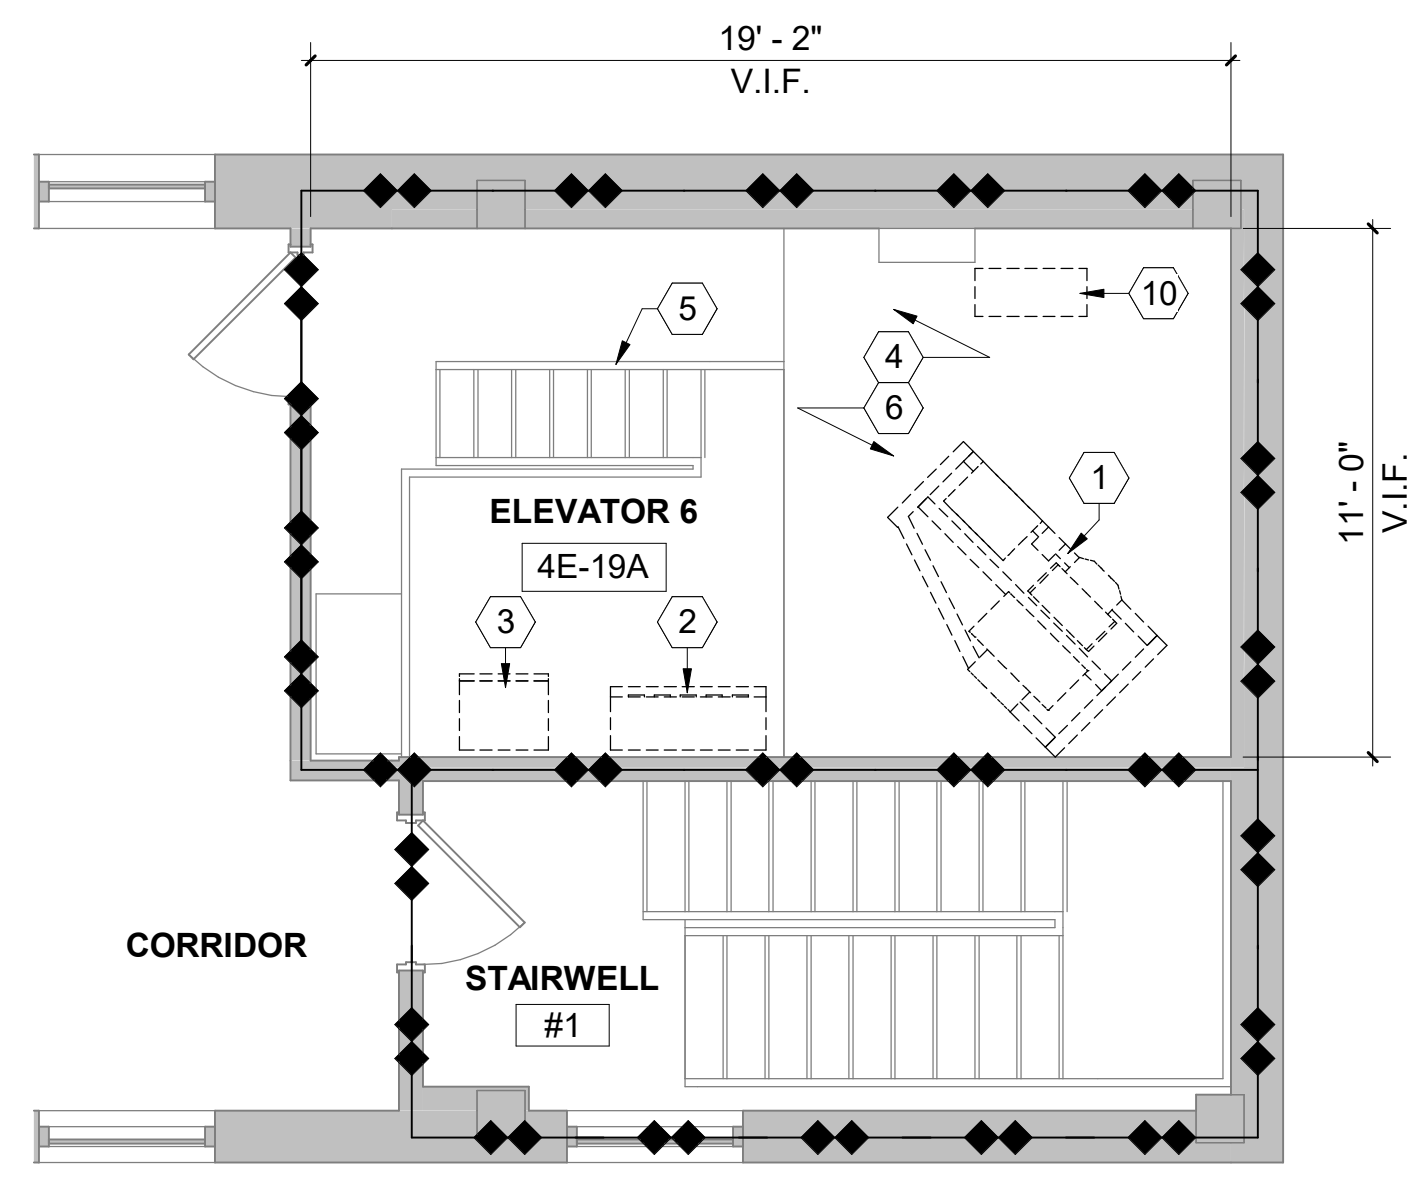 19' - 2"
V.I.F.
10
5
4
6
1
11' - 0"
V.I.F.
ELEVATOR 6
4E-19A
3
2
CORRIDOR
STAIRWELL
#1